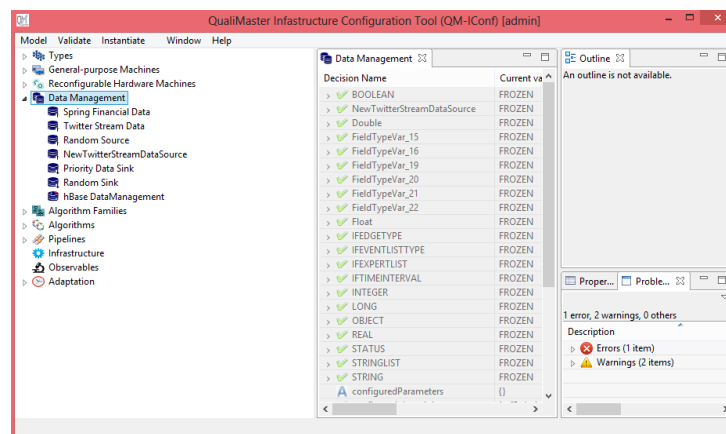 QualiMaster Infastructure Configuration Tool (QM-IConf) [admin]
Model Validate Instantiate Window Help
Types
General-purpose Machines
Reconfigurable Hardware Machines
Data Management
Spring Financial Data
Twitter Stream Data
Random Source
NewTwitterStreamDataSource
Priority Data Sink
Random Sink
hBase DataManagement
Algorithm Families
Algorithms
Pipelines
Infrastructure
Observables
Adaptation
Data Management
Decision Name Current va
BOOLEAN FROZEN
NewTwitterStreamDataSource FROZEN
Double FROZEN
FieldTypeVar_15 FROZEN
FieldTypeVar_16 FROZEN
FieldTypeVar_19 FROZEN
FieldTypeVar_20 FROZEN
FieldTypeVar_21 FROZEN
FieldTypeVar_22 FROZEN
Float FROZEN
IFEDGETYPE FROZEN
IFEVENTLISTTYPE FROZEN
IFEXPERTLIST FROZEN
IFTIMEINTERVAL FROZEN
INTEGER FROZEN
LONG FROZEN
OBJECT FROZEN
REAL FROZEN
STATUS FROZEN
STRINGLIST FROZEN
STRING FROZEN
configuredParameters {}
Outline
An outline is not available.
Proper... Proble...
1 error, 2 warnings, 0 others
Description
Errors (1 item)
Warnings (2 items)